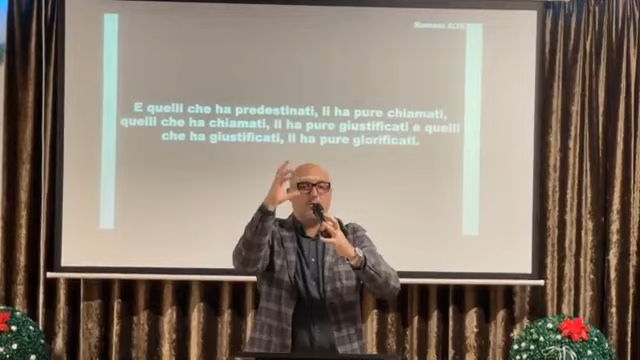 Romani 8:30
E quelli che ha predestinati, li ha pure chiamati,
quelli che ha chiamati, li ha pure giustificati e quelli
che ha giustificati, li ha pure glorificati.